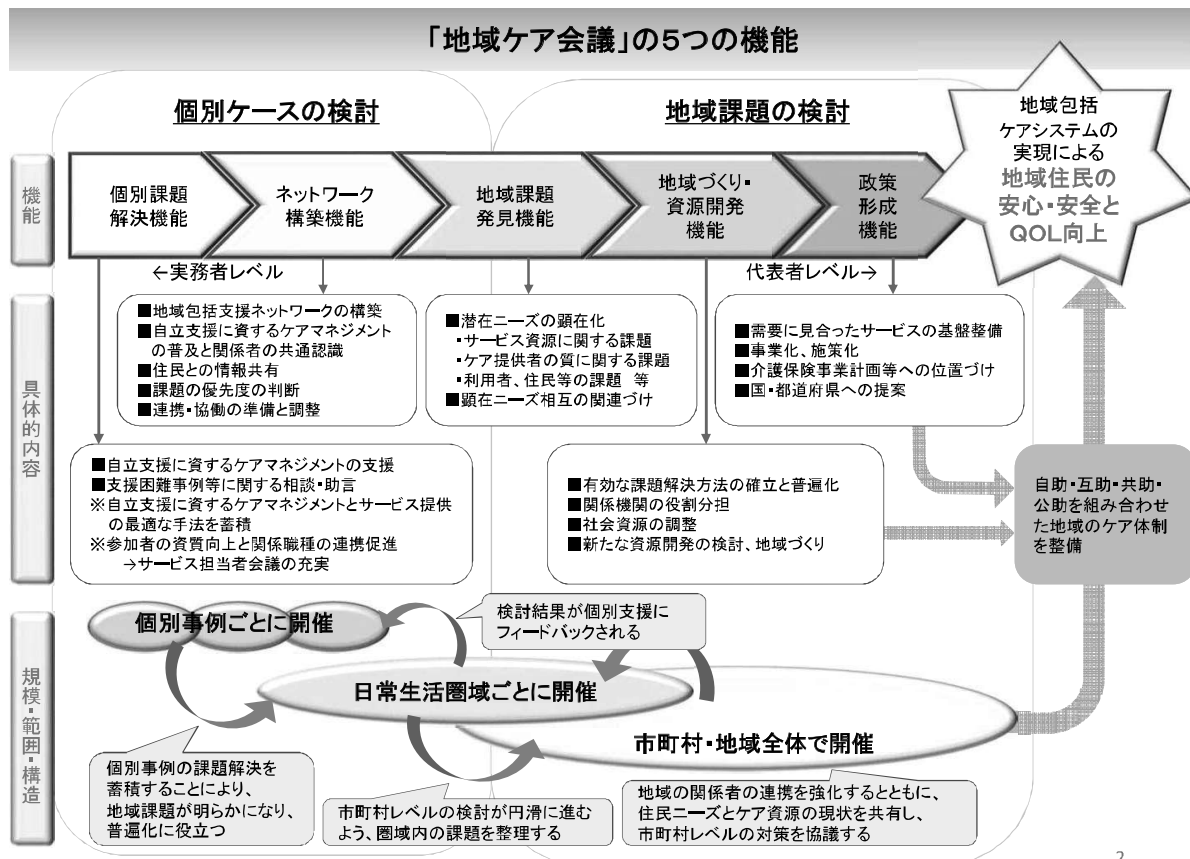 「地域ケア会議」の5つの機能
個別ケースの検討
地域課題の検討
地域包括
ケアシステムの
実現による
地域住民の
安心・安全と
QOL向上
機能
個別課題
解決機能
ネットワーク
構築機能
地域課題
発見機能
地域づくり・
資源開発
機能
政策
形成
機能
←実務者レベル
代表者レベル→
具体的内容
■地域包括支援ネットワークの構築
■自立支援に資するケアマネジメント
の普及と関係者の共通認識
■住民との情報共有
■課題の優先度の判断
■連携・協働の準備と調整
■潜在ニーズの顕在化
・サービス資源に関する課題
・ケア提供者の質に関する課題
・利用者、住民等の課題 等
■顕在ニーズ相互の関連づけ
■需要に見合ったサービスの基盤整備
■事業化、施策化
■介護保険事業計画等への位置づけ
■国・都道府県への提案
■自立支援に資するケアマネジメントの支援
■支援困難事例等に関する相談・助言
※自立支援に資するケアマネジメントとサービス提供
の最適な手法を蓄積
※参加者の資質向上と関係職種の連携促進
→サービス担当者会議の充実
■有効な課題解決方法の確立と普遍化
■関係機関の役割分担
■社会資源の調整
■新たな資源開発の検討、地域づくり
自助・互助・共助・
公助を組み合わせ
た地域のケア体制
を整備
規模・範囲・構造
個別事例ごとに開催
検討結果が個別支援に
フィードバックされる
日常生活圏域ごとに開催
市町村・地域全体で開催
個別事例の課題解決を
蓄積することにより、
地域課題が明らかになり、
普遍化に役立つ
市町村レベルの検討が円滑に進む
よう、圏域内の課題を整理する
地域の関係者の連携を強化するとともに、
住民ニーズとケア資源の現状を共有し、
市町村レベルの対策を協議する
2